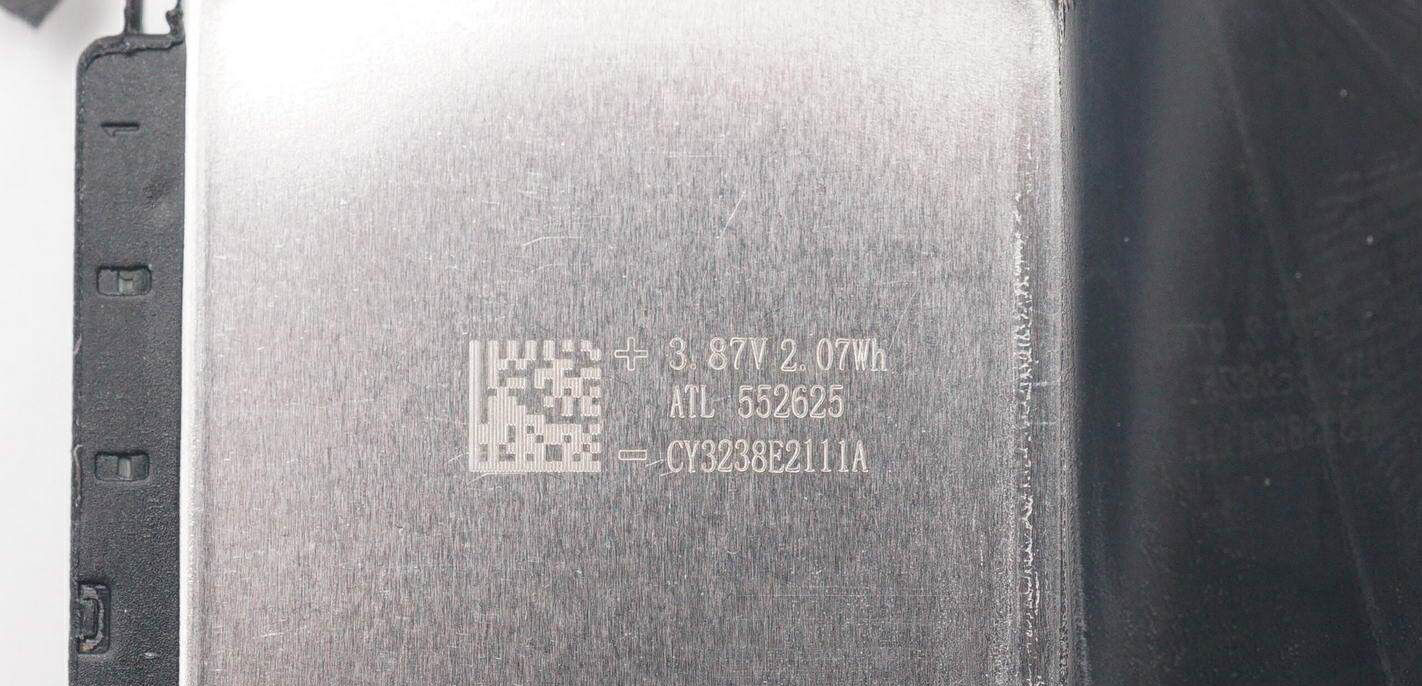 + 3.87V 2.07Wh
ATL 552625
- CY3238E2111A